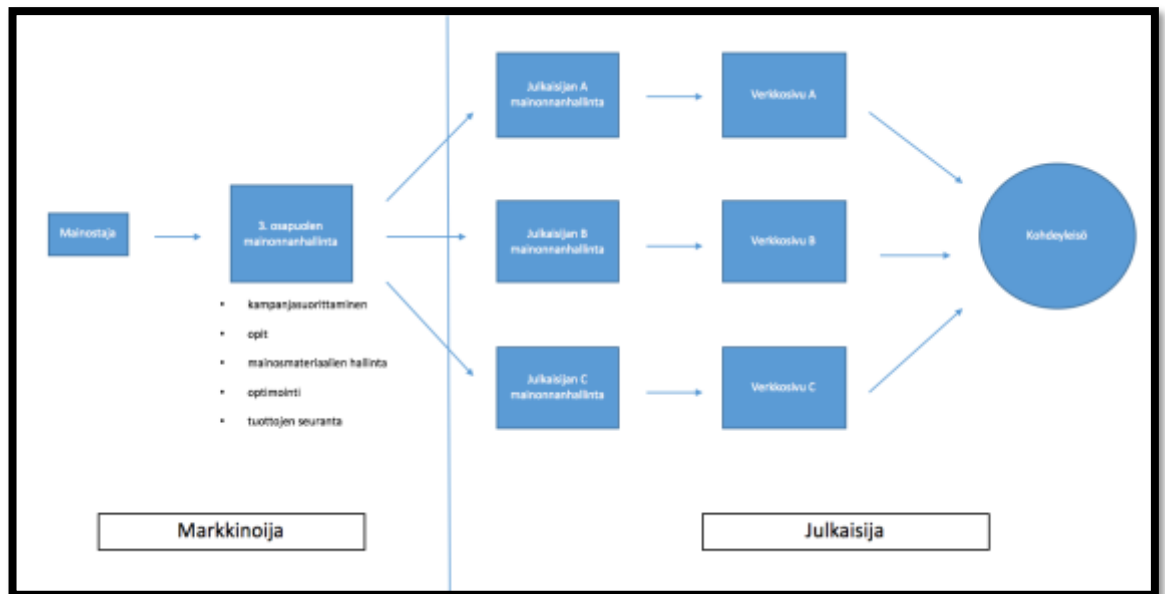 Mainostaja
3. osapuolen
mainonnanhallinta
• kampanjasuorittaminen
• opit
• mainosmateriaalien hallinta
• optimointi
• tuottojen seuranta
Markkinoija
Julkaisijan A
mainonnanhallinta
Verkkosivu A
Julkaisijan B
mainonnanhallinta
Verkkosivu B
Julkaisijan C
mainonnanhallinta
Verkkosivu C
Kohdeyleisö
Julkaisija